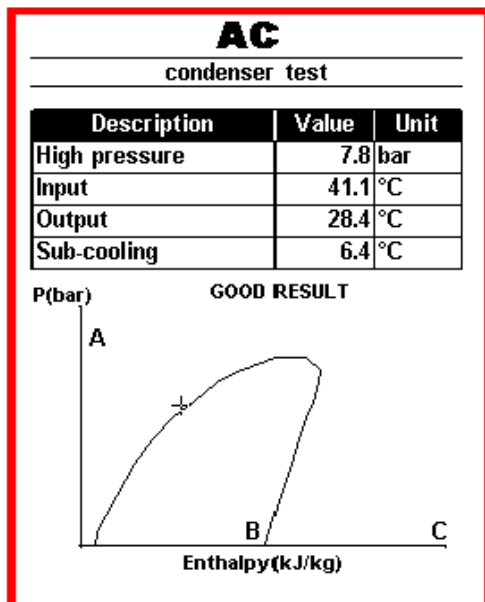 AC
condenser test
Description Value Unit
High pressure 7.8 bar
Input 41.1 °C
Output 28.4 °C
Sub-cooling 6.4 °C
P(bar) GOOD RESULT
A
B C
Enthalpy(kJ/kg)